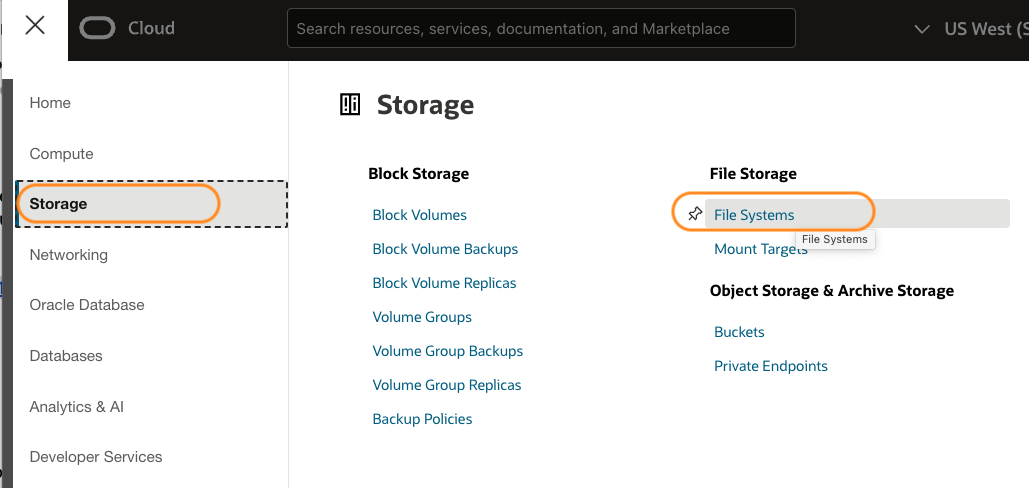 Cloud
Search resources, services, documentation, and Marketplace
US West (S
Home
Compute
Storage
Networking
Oracle Database
Databases
Analytics & AI
Developer Services
Storage
Block Storage
Block Volumes
Block Volume Backups
Block Volume Replicas
Volume Groups
Volume Group Backups
Volume Group Replicas
Backup Policies
File Storage
File Systems
File Systems
Mount Targets
Object Storage & Archive Storage
Buckets
Private Endpoints